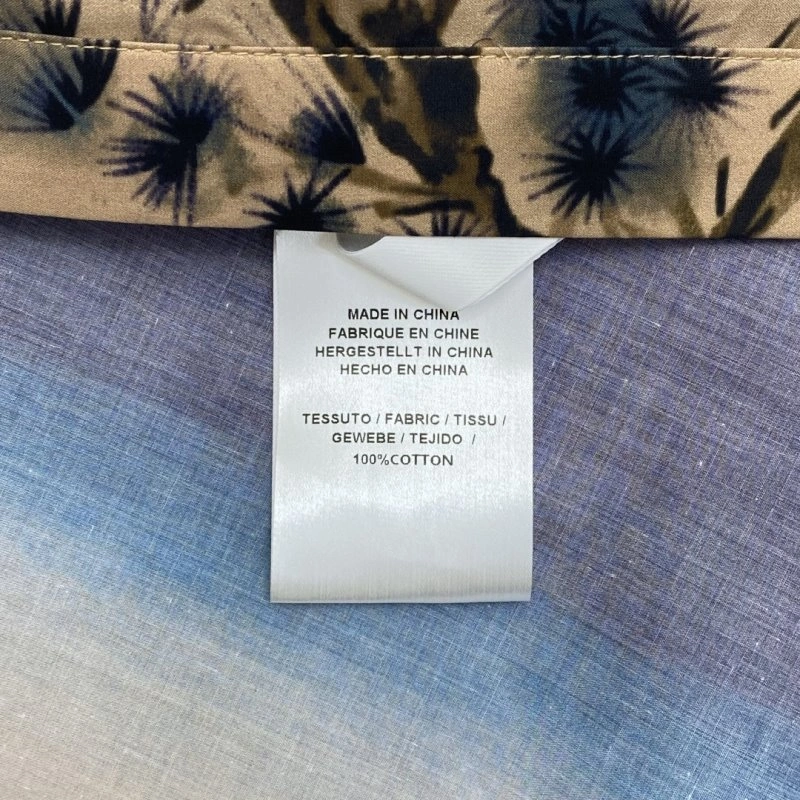 MADE IN CHINA
FABRIQUE EN CHINE
HERGESTELLT IN CHINA
HECHO EN CHINA
TESSUTO / FABRIC / TISSU /
GEWEBE / TEJIDO /
100%COTTON